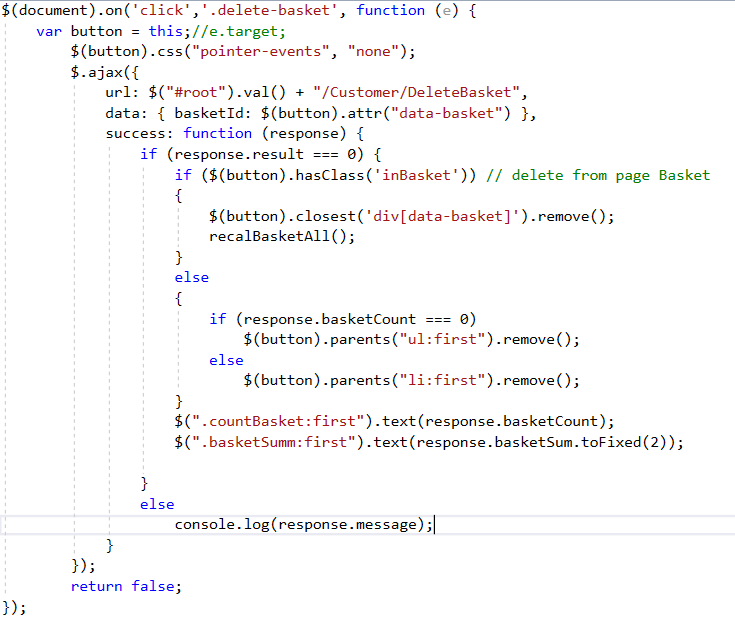 $(document).on('click','.delete-basket', function (e) {
    var button = this;//e.target;
        $(button).css("pointer-events", "none");
        $.ajax({
            url: $("#root").val() + "/Customer/DeleteBasket",
            data: { basketId: $(button).attr("data-basket") },
            success: function (response) {
                if (response.result === 0) {
                    if ($(button).hasClass('inBasket')) // delete from page Basket
                    {
                        $(button).closest('div[data-basket]').remove();
                        recalBasketAll();
                    }
                    else
                    {
                        if (response.basketCount === 0)
                            $(button).parents("ul:first").remove();
                        else
                            $(button).parents("li:first").remove();
                    }
                    $(".countBasket:first").text(response.basketCount);
                    $(".basketSumm:first").text(response.basketSum.toFixed(2));

                }
                else
                    console.log(response.message);
            }
        });
        return false;
});